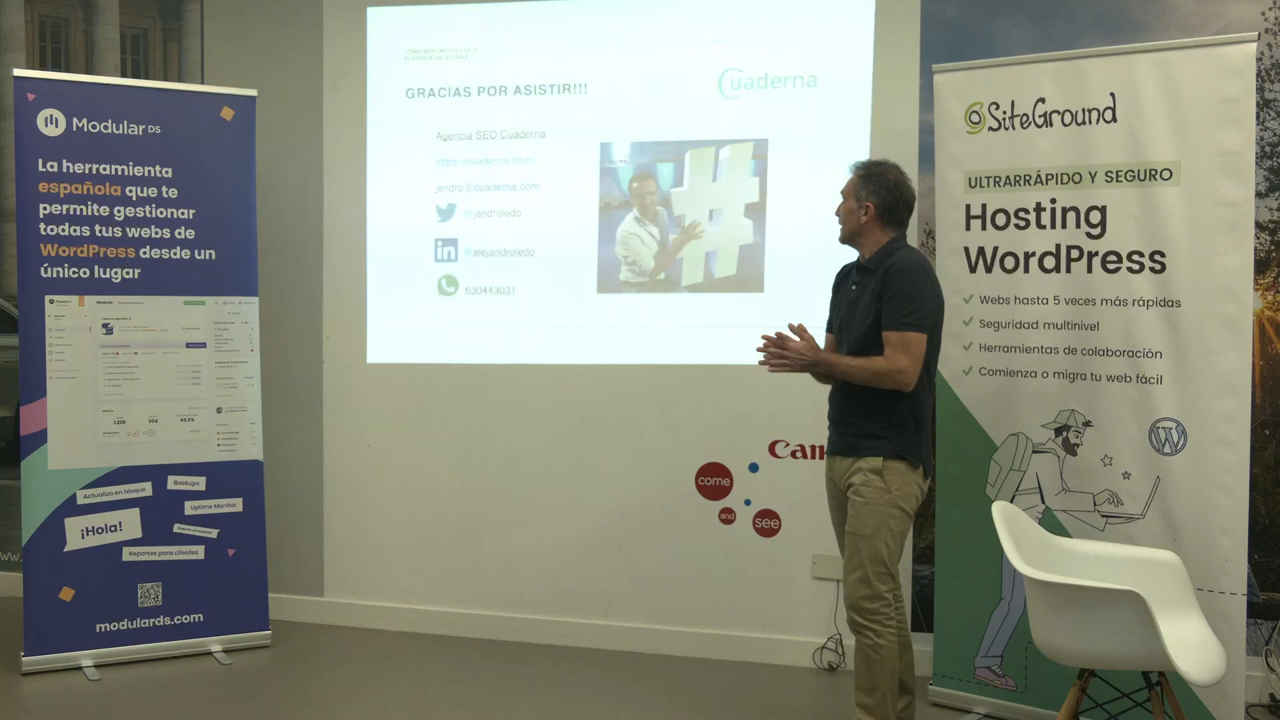 Modular DS
La herramienta
española que te
permite gestionar
todas tus webs de
WordPress desde un
único lugar
Modular
Actualiza en bloque
Backups
Uptime Monitor
¡Hola!
Reportes para clientes
modulards.com
www.
GRACIAS POR ASISTIR!!!
Cuaderna
Agencia SEO Cuaderna
https://cuaderna.com
jandro@cuaderna.com
@jandroledo
in
@alejandroledo
630443031
#
Can
come
and
see
SiteGround
ULTRARRÁPIDO Y SEGURO
Hosting
WordPress
Webs hasta 5 veces más rápidas
Seguridad multinivel
Herramientas de colaboración
Comienza o migra tu web fácil
W